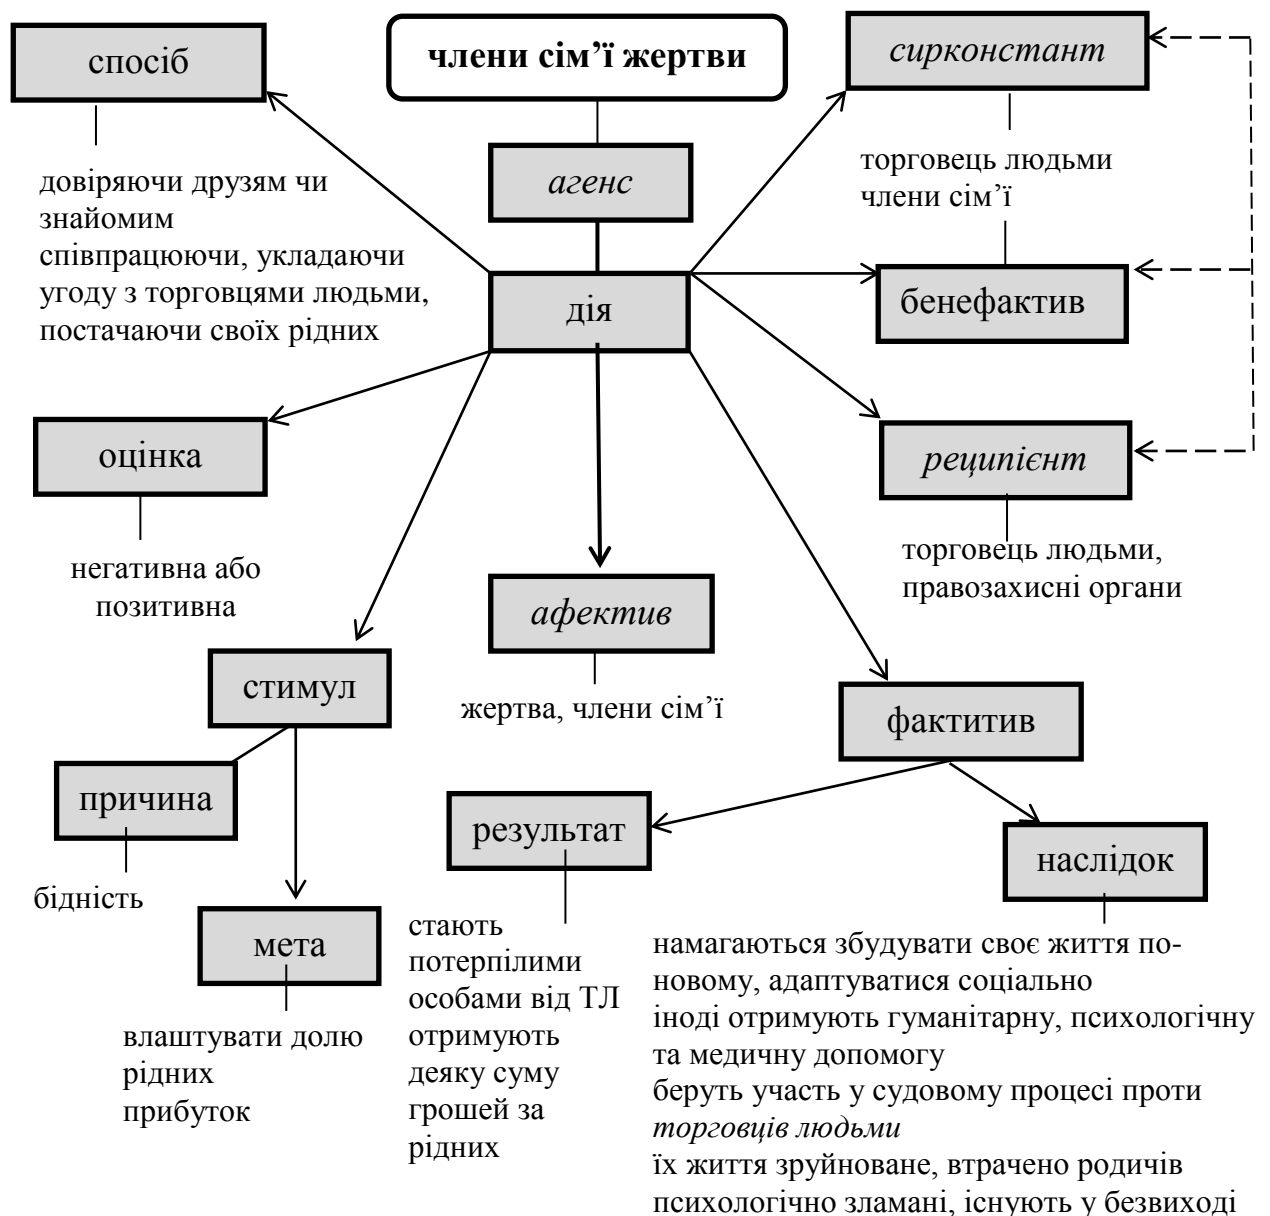 спосіб
члени сім’ї жертви
сирконстант
довіряючи друзям чи
знайомим
співпрацюючи, укладаючи
угоду з торговцями людьми,
постачаючи своїх рідних
агенс
торговець людьми
члени сім’ї
дія
бенефактив
оцінка
негативна або
позитивна
реципієнт
торговець людьми,
правозахисні органи
афектив
жертва, члени сім’ї
стимул
фактитив
причина
бідність
результат
наслідок
мета
влаштувати долю
рідних
прибуток
стають
потерпілими
особами від ТЛ
отримують
деяку суму
грошей за
рідних
намагаються збудувати своє життя по-
новому, адаптуватися соціально
іноді отримують гуманітарну, психологічну
та медичну допомогу
беруть участь у судовому процесі проти
торговців людьми
їх життя зруйноване, втрачено родичів
психологічно зламані, існують у безвиході